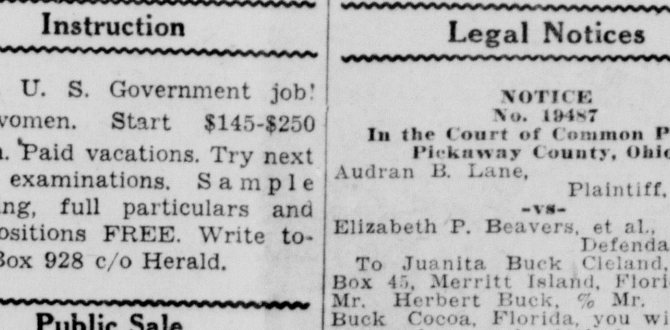 Instruction
U. S. Government job!
women. Start $145-$250
Paid vacations. Try next
examinations. Sample
full particulars and
FREE. Write to-
Box 928 c/o Herald.
Public Sale
Legal Notices
NOTICE
No. 19487
In the Court of Common P
Pickaway County, Ohio
Audran B. Lane,
Plaintiff,
-vs-
Elizabeth P. Beavers, et al.,
Defenda
To Juanita Buck Cleland,
Box 45, Merritt Island, Flori
Mr. Herbert Buck, % Mr.
Buck Cocoa, Florida, you wi